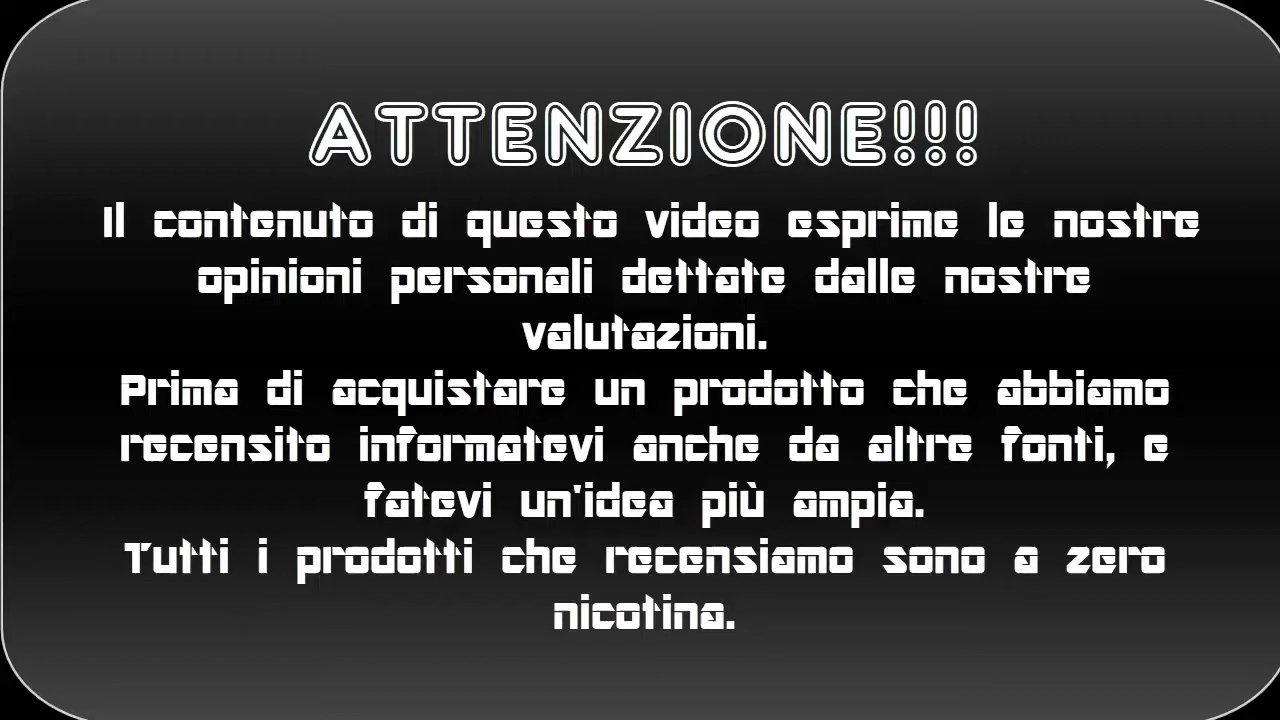 ATTENZIONE!!!
Il contenuto di questo video esprime le nostre
opinioni personali dettate dalle nostre
valutazioni.
Prima di acquistare un prodotto che abbiamo
recensito informatevi anche da altre fonti, e
fatevi un'idea più ampia.
Tutti i prodotti che recensiamo sono a zero
nicotina.